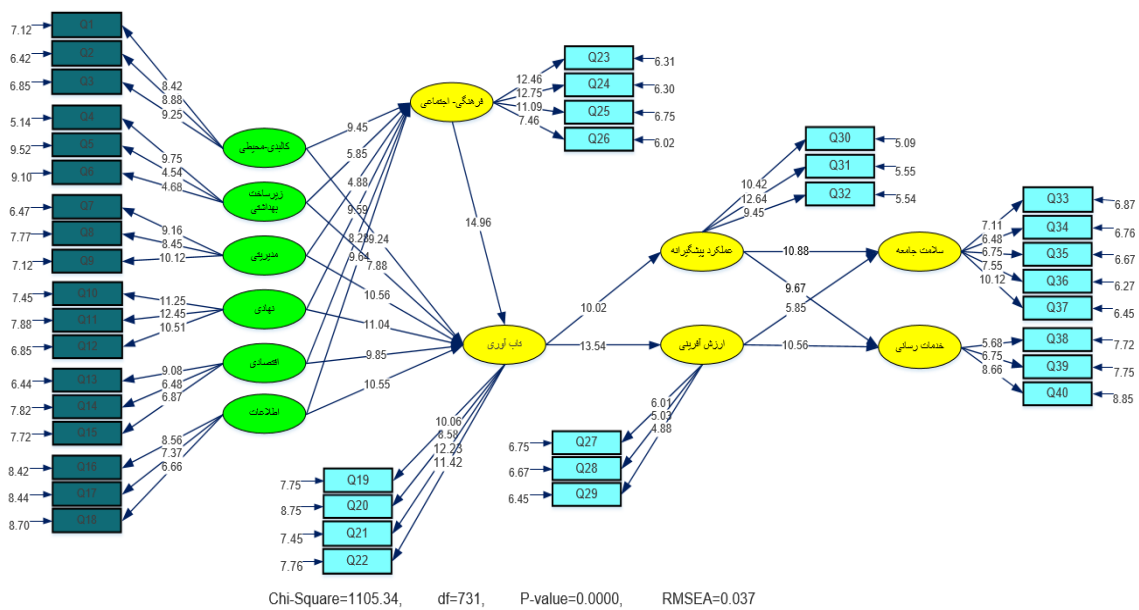 7.12
Q1
6.42
Q2
6.85
Q3
5.14
Q4
9.52
Q5
9.10
Q6
6.47
Q7
7.77
Q8
7.12
Q9
7.45
Q10
7.88
Q11
6.85
Q12
6.44
Q13
7.82
Q14
7.72
Q15
8.42
Q16
8.44
Q17
8.70
Q18
8.42
8.88
9.25
9.75
4.54
4.68
9.16
8.45
10.12
11.25
12.45
10.51
9.08
6.48
6.87
8.56
7.37
6.66
کالبدی-محیطی
زیرساخت
بهداشتی
مدیریتی
نهادی
اقتصادی
اطلاعات
9.45
5.85
4.88
9.59
8.28
9.64
9.24
7.88
10.56
11.04
9.85
10.55
فرهنگی- اجتماعی
12.46
12.75
11.09
7.46
Q23
6.31
Q24
6.30
Q25
6.75
Q26
6.02
14.96
تاب آوری
10.06
8.58
12.23
11.42
7.75
Q19
8.75
Q20
7.45
Q21
7.76
Q22
10.02
13.54
عملکرد پیشگیرانه
10.42
12.64
9.45
Q30
5.09
Q31
5.55
Q32
5.54
ارزش آفرینی
6.01
5.03
4.88
6.75
Q27
6.67
Q28
6.45
Q29
10.88
9.67
5.85
10.56
سلامت جامعه
7.11
6.48
6.75
7.55
10.12
Q33
6.87
Q34
6.76
Q35
6.67
Q36
6.27
Q37
6.45
خدمات رسانی
5.68
6.75
8.66
Q38
7.72
Q39
7.75
Q40
8.85
Chi-Square=1105.34, df=731, P-value=0.0000, RMSEA=0.037